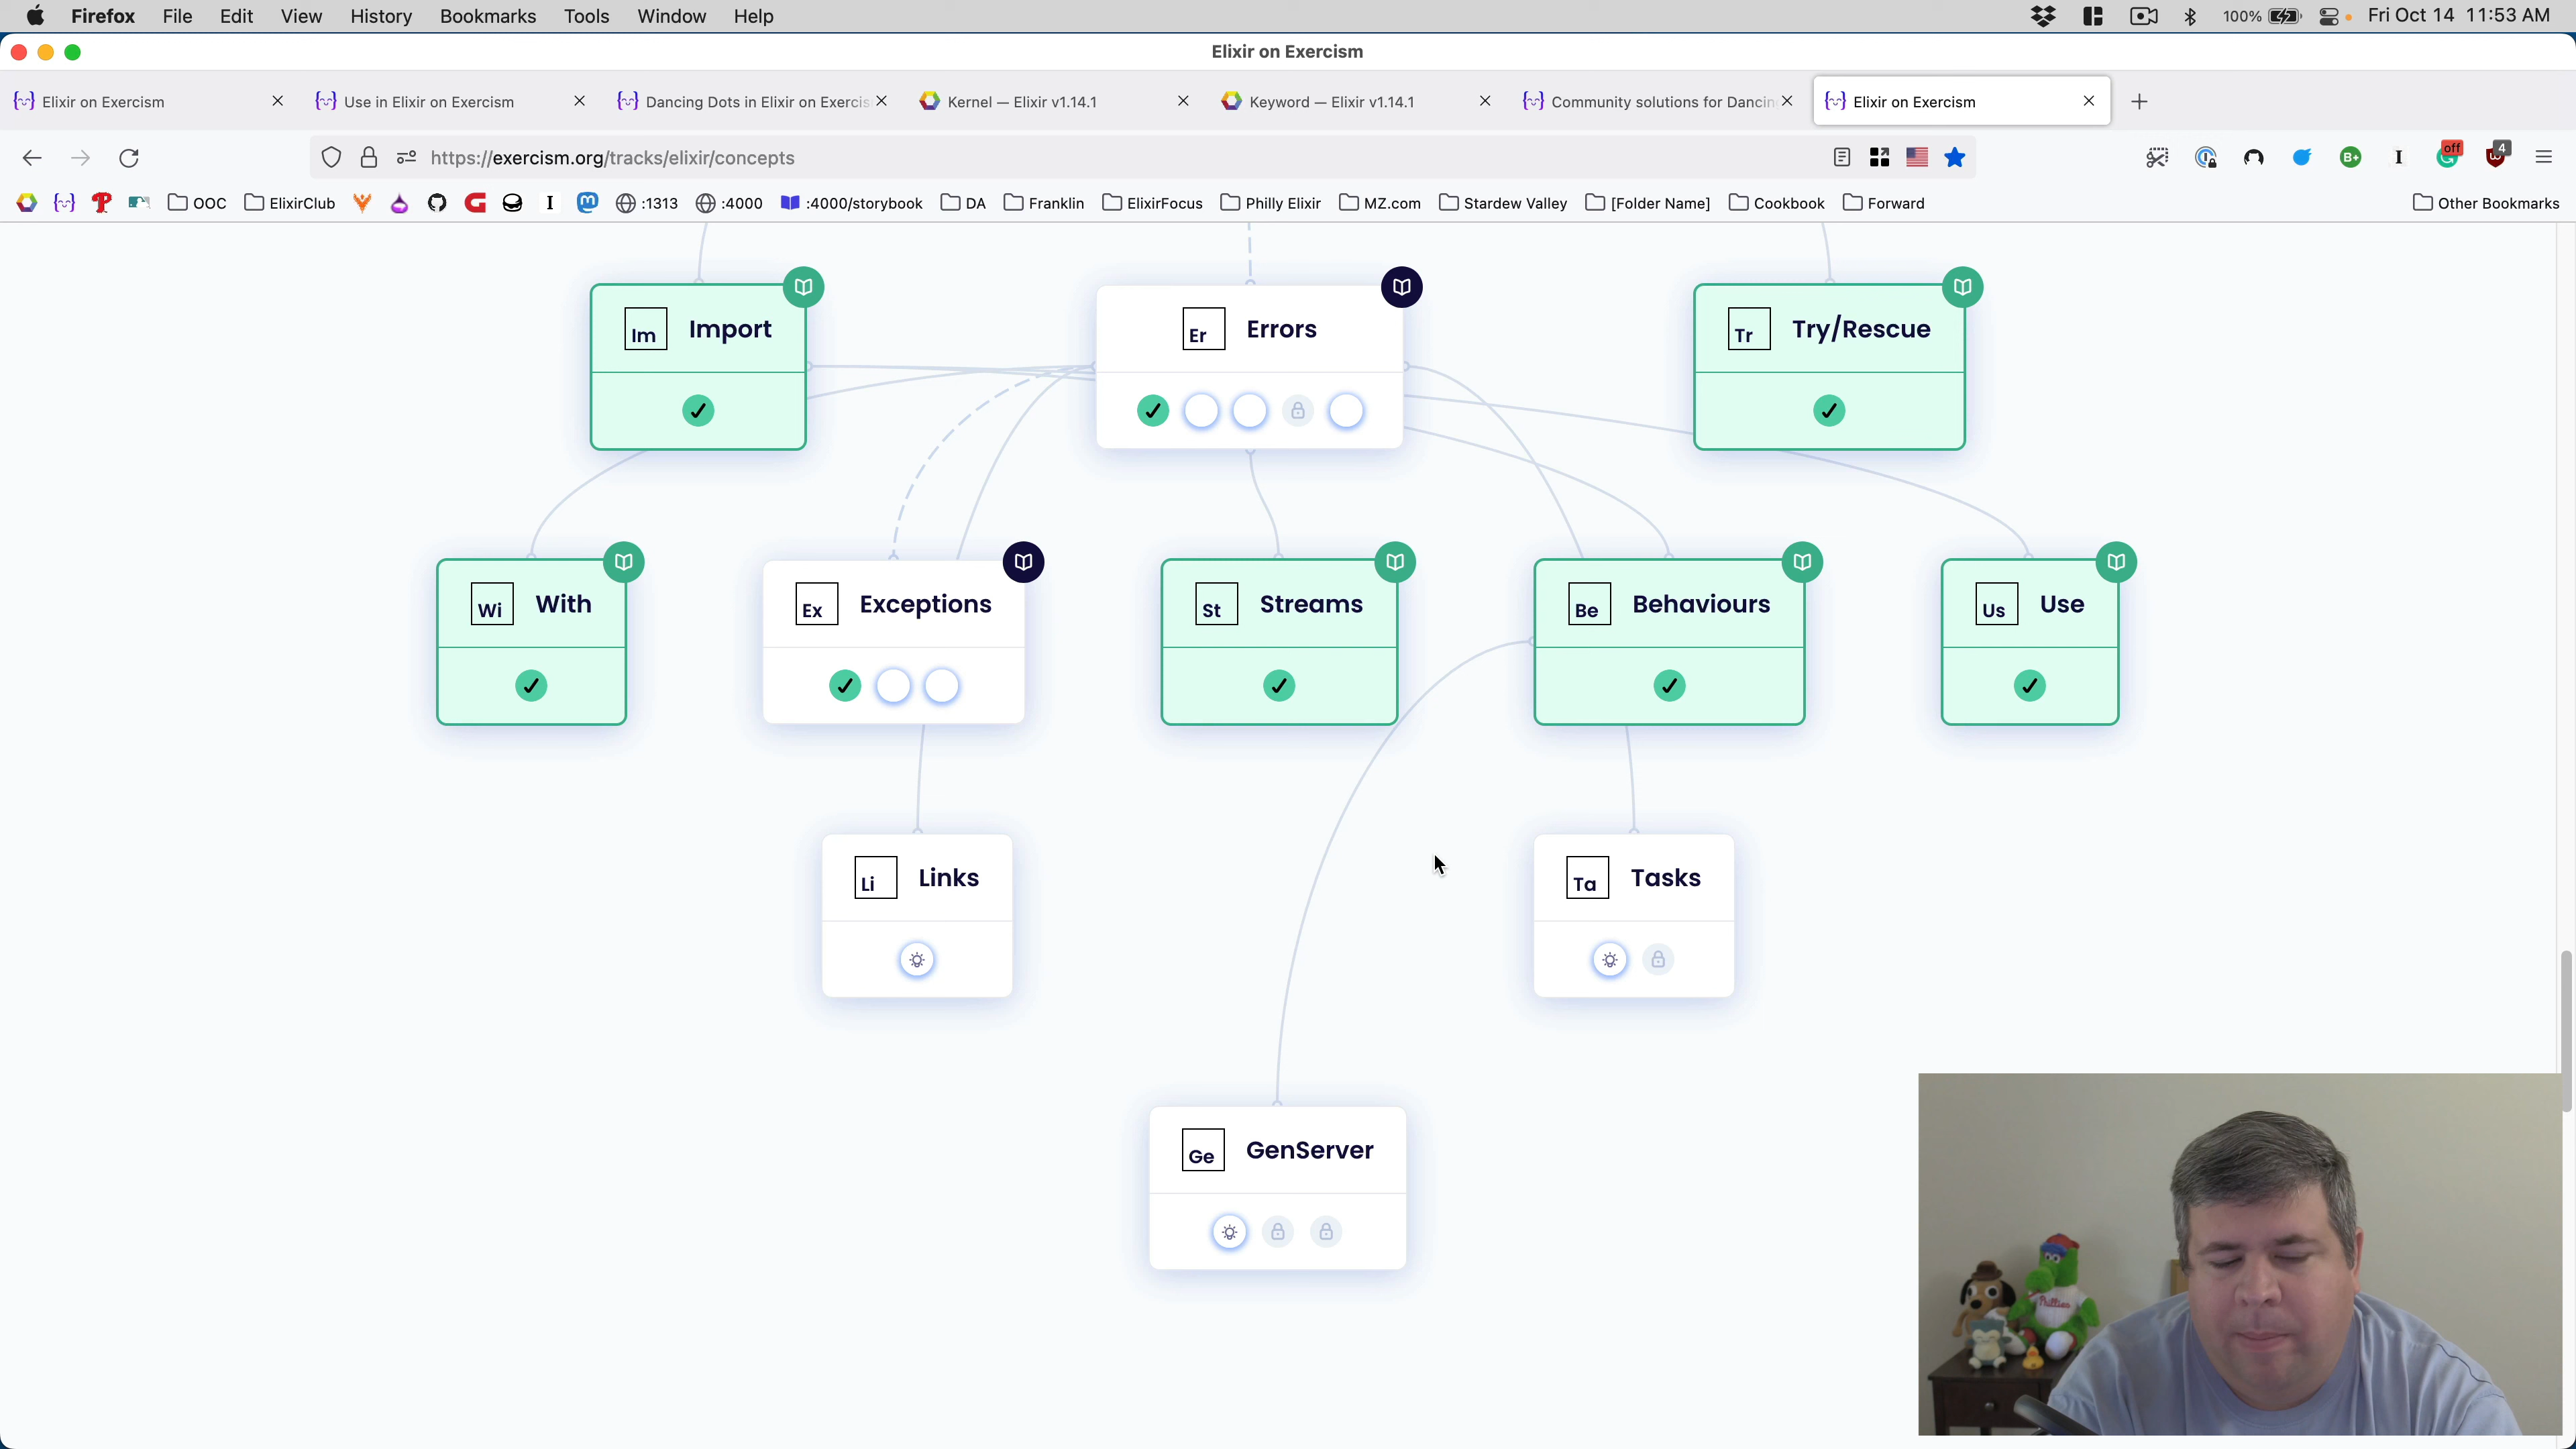 Firefox File Edit View History Bookmarks Tools Window Help 100% Fri Oct 14 11:53 AM
Elixir on Exercism
Elixir on Exercism Use in Elixir on Exercism Dancing Dots in Elixir on Exercis Kernel — Elixir v1.14.1 Keyword — Elixir v1.14.1 Community solutions for Dancin Elixir on Exercism
https://exercism.org/tracks/elixir/concepts B+ I off 4
OOC ElixirClub I :1313 :4000 :4000/storybook DA Franklin ElixirFocus Philly Elixir MZ.com Stardew Valley [Folder Name] Cookbook Forward Other Bookmarks
Im Import
Er Errors
Tr Try/Rescue
Wi With
Ex Exceptions
St Streams
Be Behaviours
Us Use
Li Links
Ta Tasks
Ge GenServer
Phillies